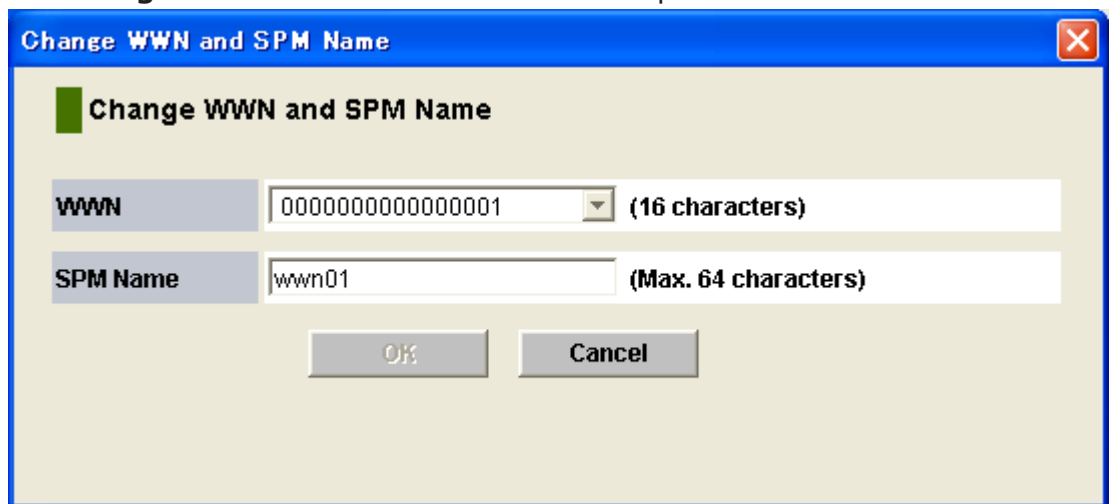 Change WWN and SPM Name
Change WWN and SPM Name
WWN 0000000000000001 (16 characters)
SPM Name wwn01 (Max. 64 characters)
OK Cancel